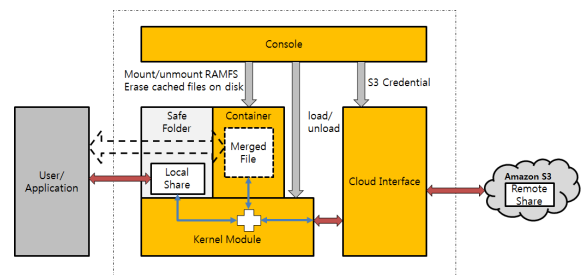 Console
Mount/unmount RAMFS
Erase cached files on disk
S3 Credential
load/
unload
Safe
Folder
Container
Merged
File
User/
Application
Local
Share
Cloud Interface
Amazon S3
Remote
Share
Kernel Module